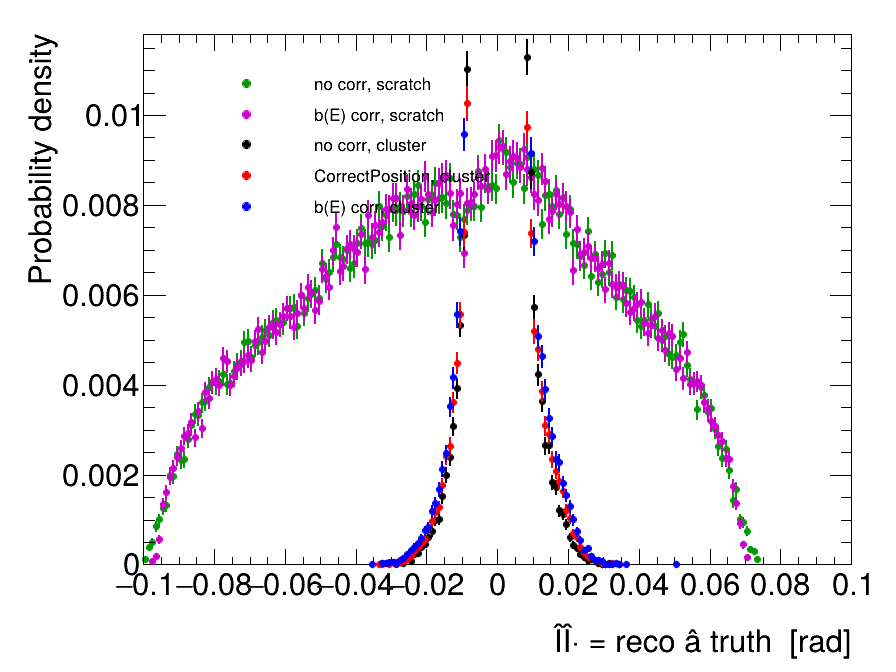 Probability density
no corr, scratch
b(E) corr, scratch
no corr, cluster
CorrectPosition, cluster
b(E) corr, cluster
0.01
0.008
0.006
0.004
0.002
0
−0.1 −0.08 −0.06 −0.04 −0.02 0 0.02 0.04 0.06 0.08 0.1
ÎÎ· = reco â truth [rad]